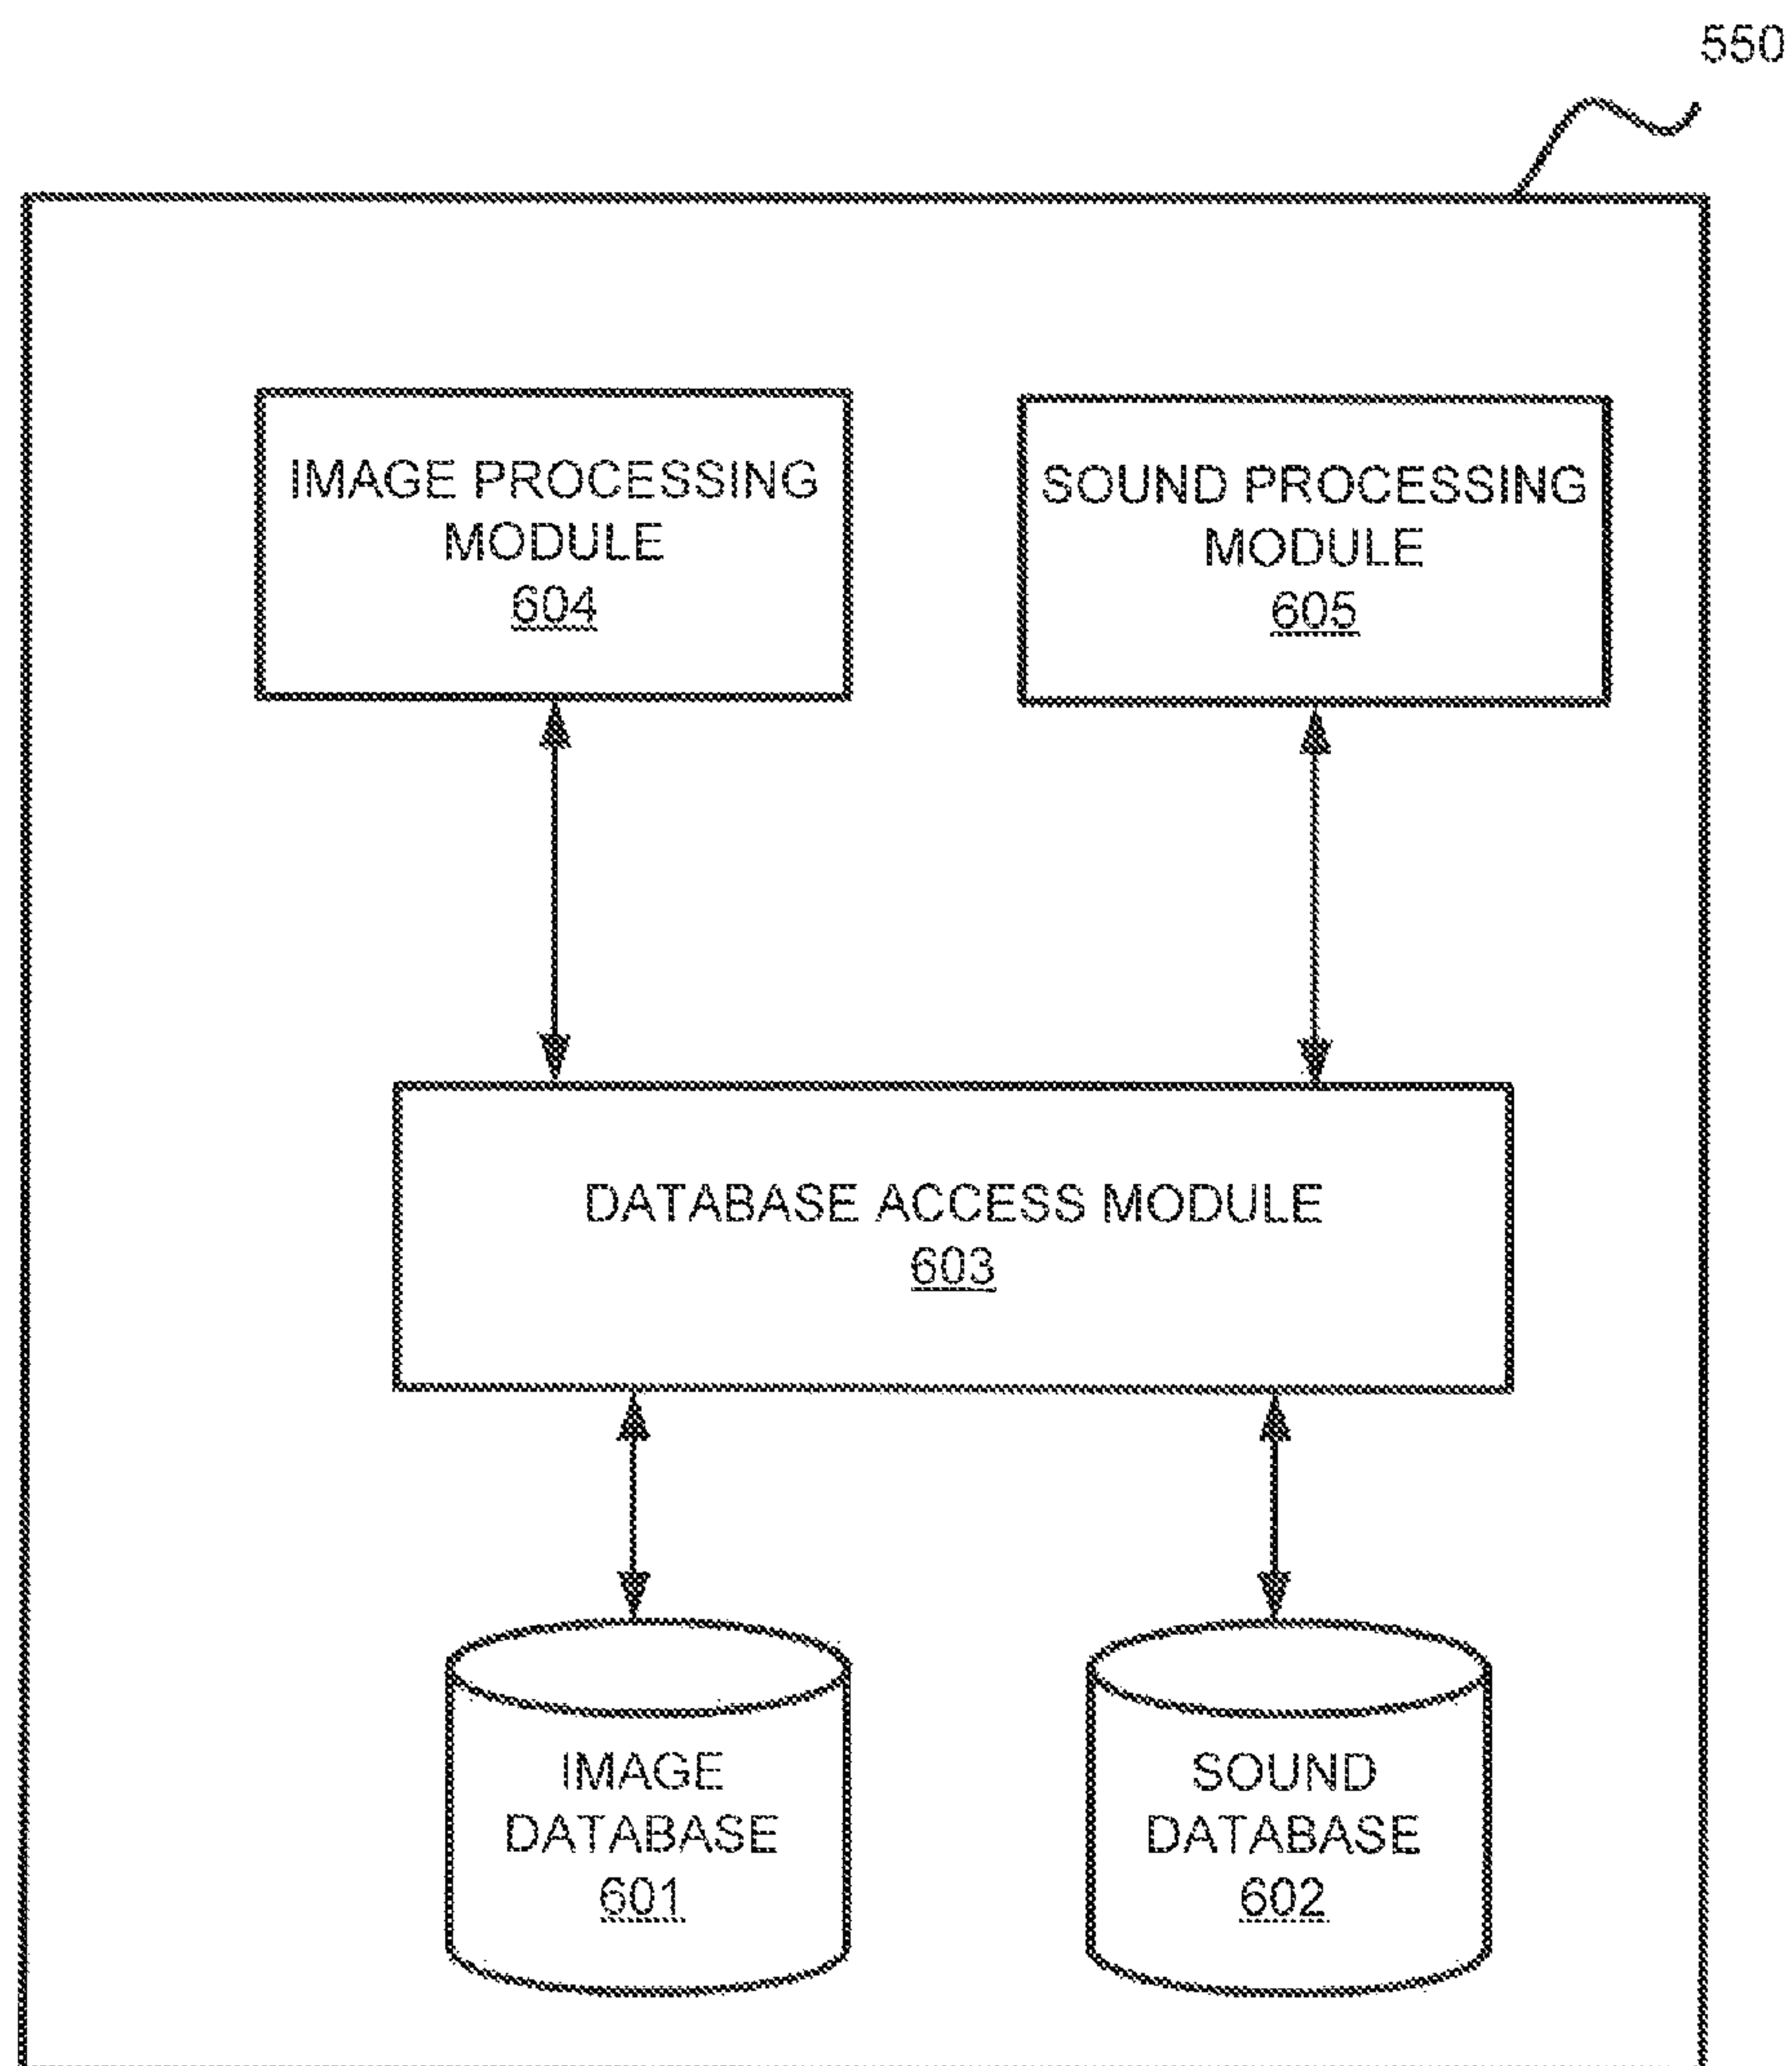 550
IMAGE PROCESSING
MODULE
604
SOUND PROCESSING
MODULE
605
DATABASE ACCESS MODULE
603
IMAGE
DATABASE
601
SOUND
DATABASE
602